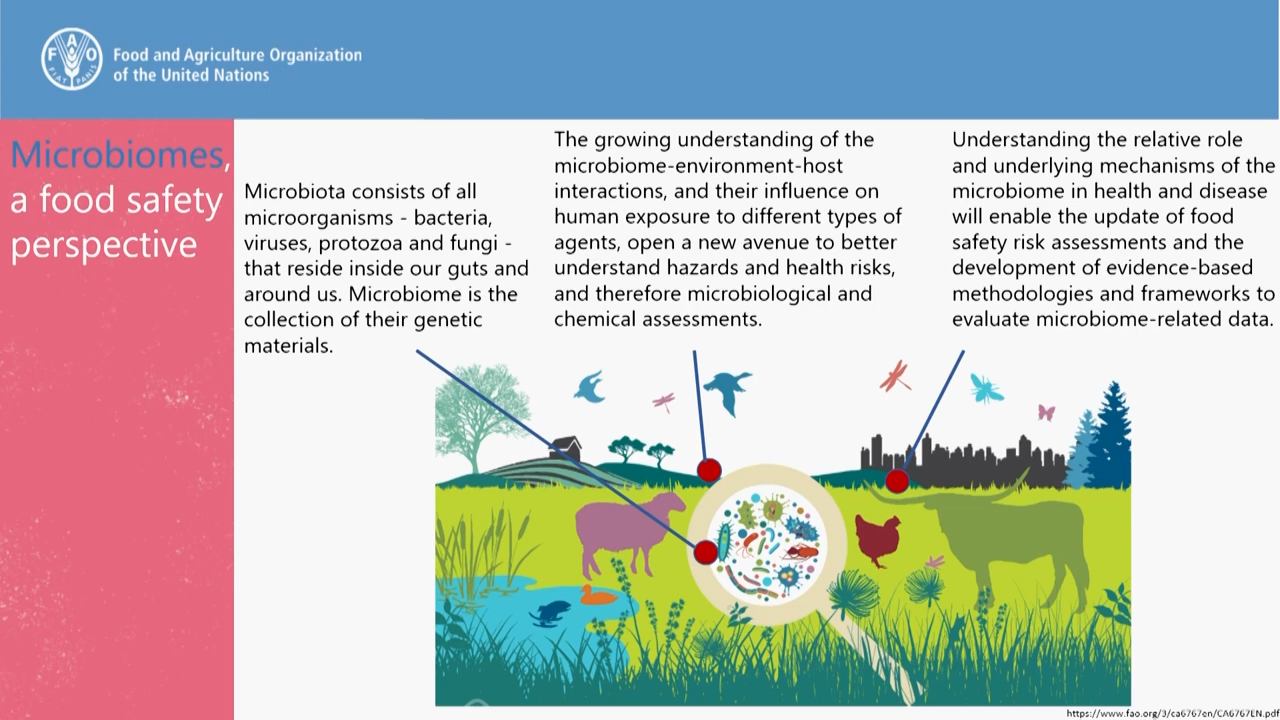 FAO
FIAT PANIS
Food and Agriculture Organization
of the United Nations
Microbiomes,
a food safety
perspective
Microbiota consists of all
microorganisms - bacteria,
viruses, protozoa and fungi -
that reside inside our guts and
around us. Microbiome is the
collection of their genetic
materials.
The growing understanding of the
microbiome-environment-host
interactions, and their influence on
human exposure to different types of
agents, open a new avenue to better
understand hazards and health risks,
and therefore microbiological and
chemical assessments.
Understanding the relative role
and underlying mechanisms of the
microbiome in health and disease
will enable the update of food
safety risk assessments and the
development of evidence-based
methodologies and frameworks to
evaluate microbiome-related data.
https://www.fao.org/3/ca6767en/CA6767EN.pdf